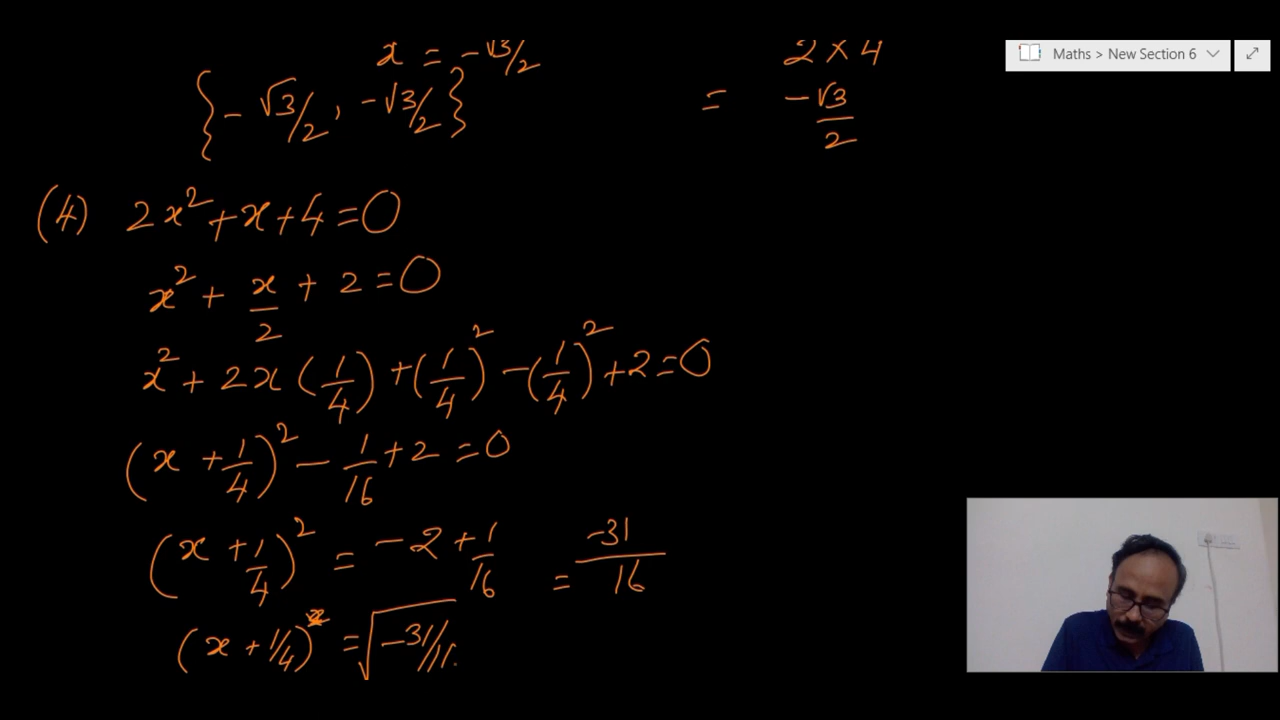 x = -√3/2
{-√3/2, -√3/2}
2 × 4
= -√3/2
Maths > New Section 6
(4) 2x² + x + 4 = 0
x² + x/2 + 2 = 0
x² + 2x(1/4) + (1/4)² - (1/4)² + 2 = 0
(x + 1/4)² - 1/16 + 2 = 0
(x + 1/4)² = -2 + 1/16 = -31/16
(x + 1/4) = √-31/